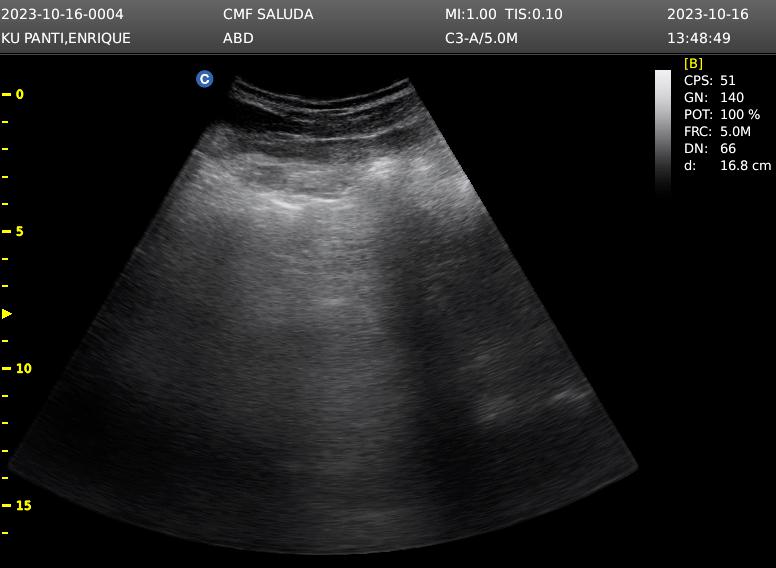 2023-10-16-0004 CMF SALUDA MI:1.00 TIS:0.10 2023-10-16
KU PANTI,ENRIQUE ABD C3-A/5.0M 13:48:49
C
[B]
CPS: 51
GN: 140
POT: 100 %
FRC: 5.0M
DN: 66
d: 16.8 cm
0
5
10
15